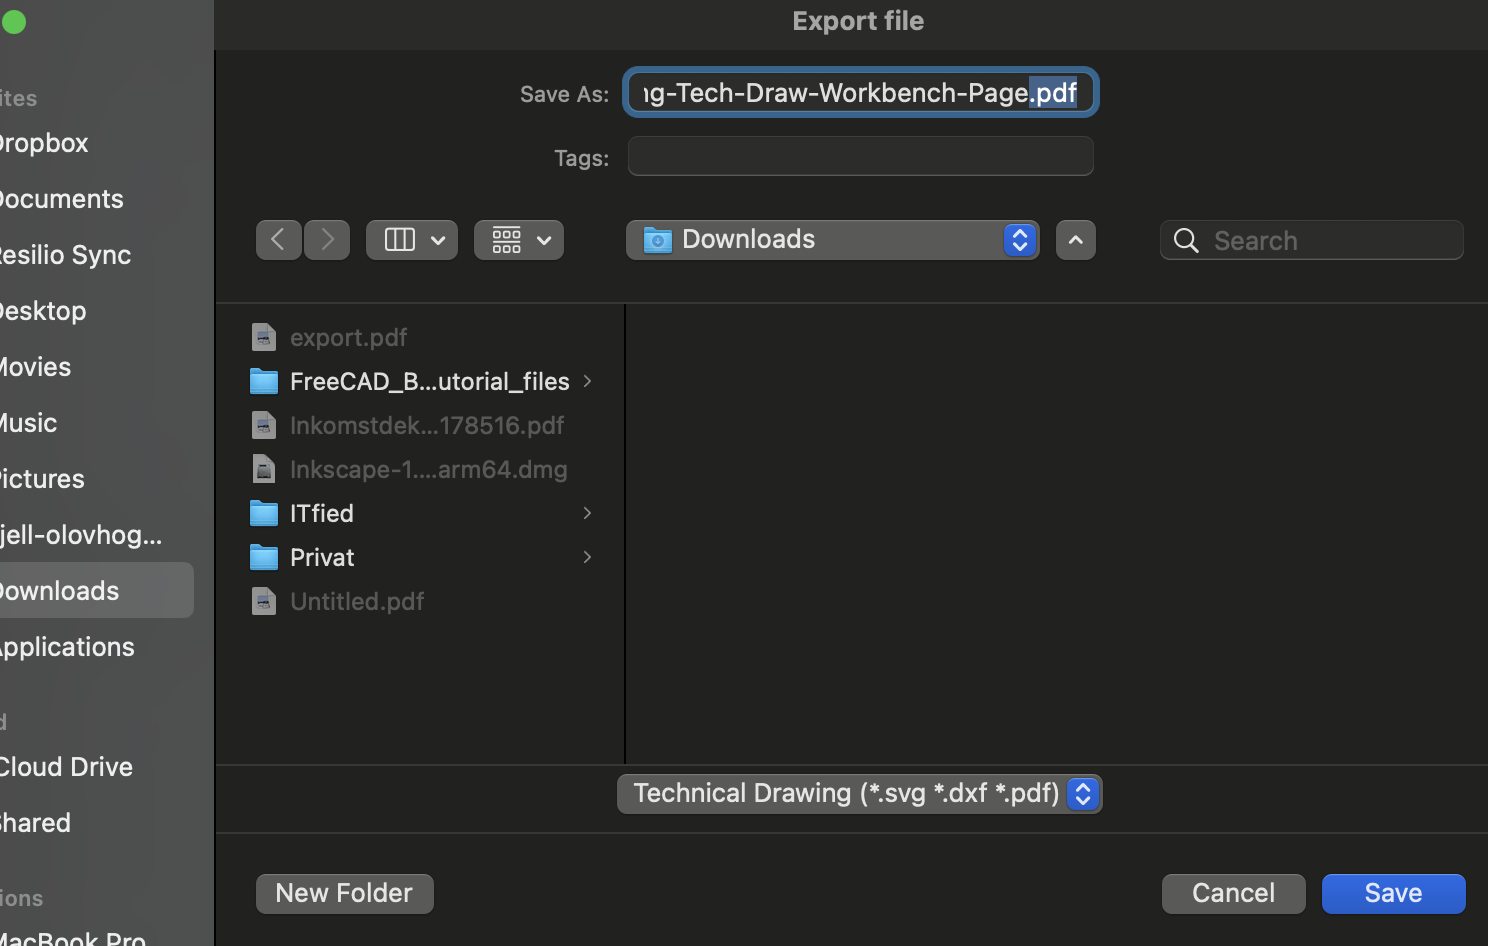 Export file
Save As: ng-Tech-Draw-Workbench-Page.pdf
Tags:
Downloads
Search
ites
Dropbox
Documents
Resilio Sync
Desktop
Movies
Music
Pictures
jell-olovhog...
Downloads
Applications
d
Cloud Drive
Shared
ions
MacBook Pro
export.pdf
FreeCAD_B...utorial_files
Inkomstdek...178516.pdf
Inkscape-1....arm64.dmg
ITfied
Privat
Untitled.pdf
Technical Drawing (*.svg *.dxf *.pdf)
New Folder
Cancel
Save